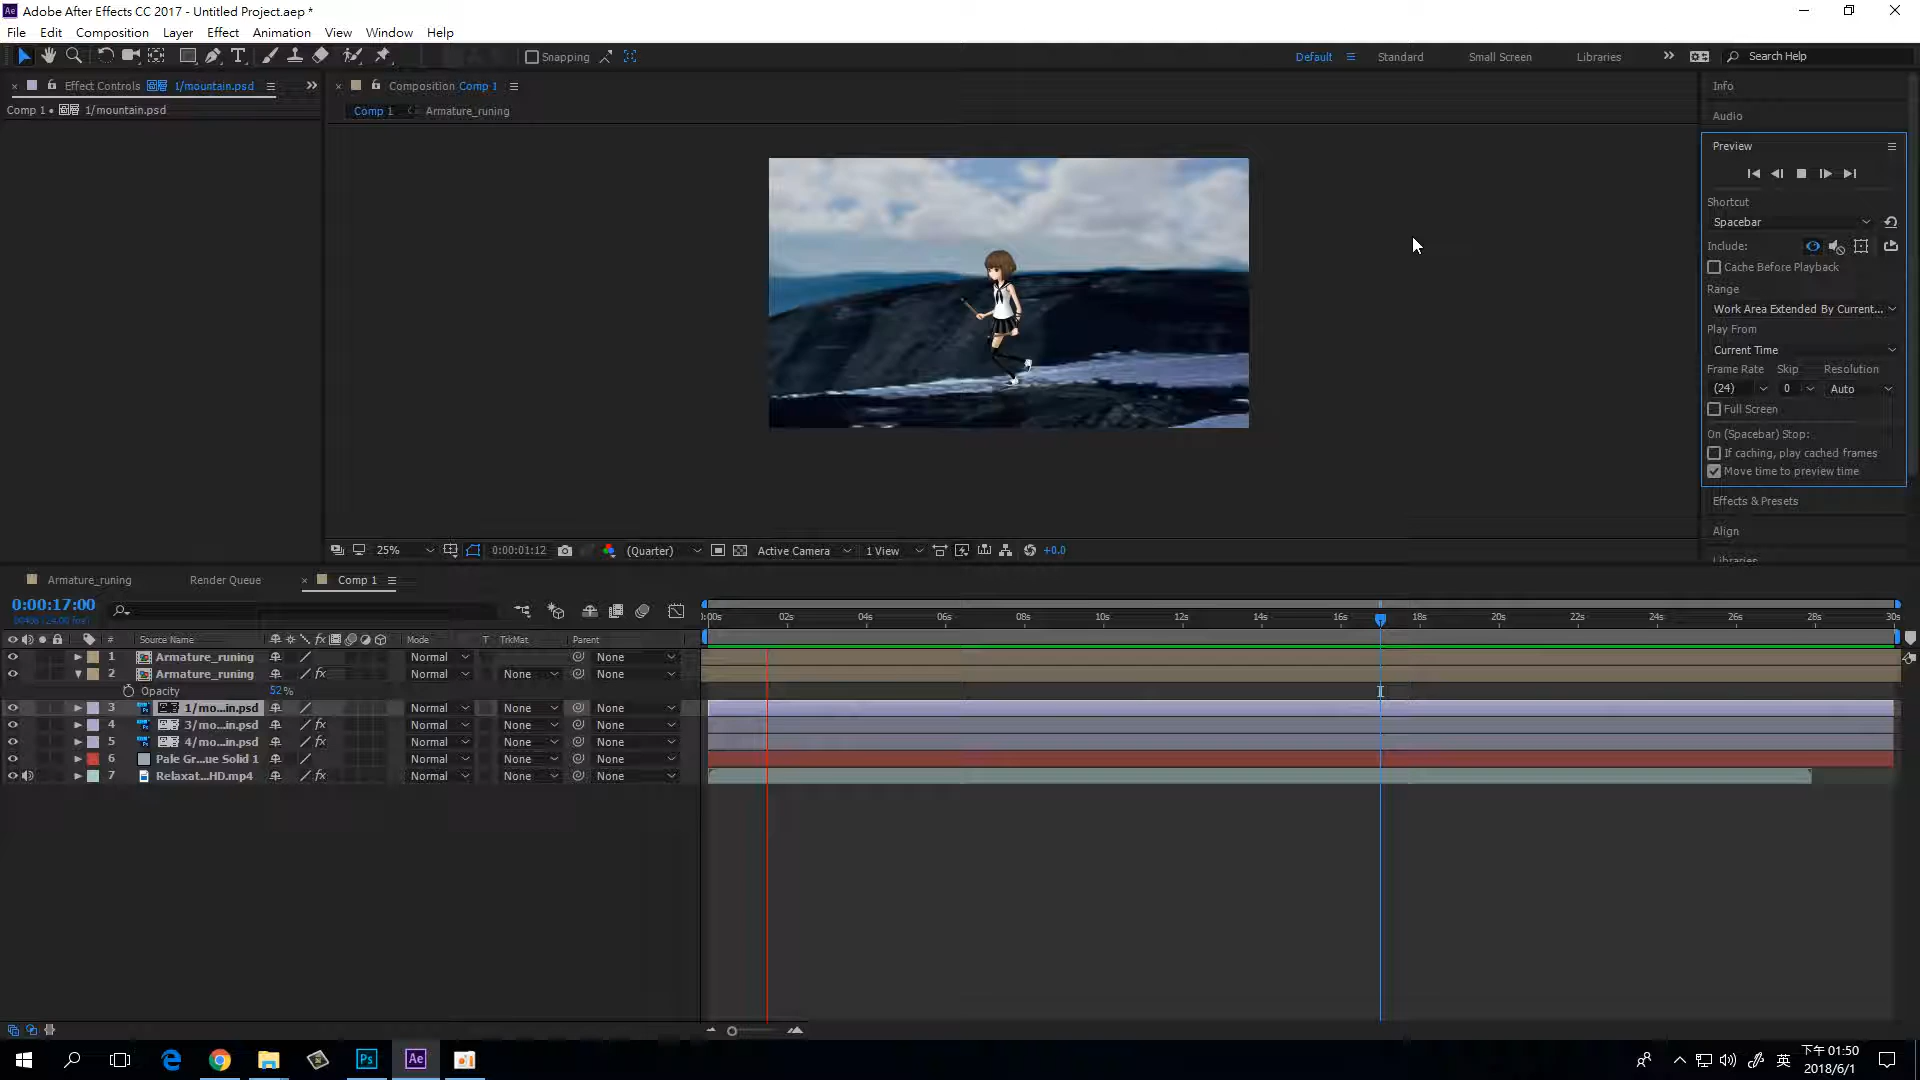 Adobe After Effects CC 2017 - Untitled Project.aep *
File Edit Composition Layer Effect Animation View Window Help
Snapping
Default Standard Small Screen Libraries Search Help
Effect Controls 1/mountain.psd
Composition Comp 1
Comp 1 • 1/mountain.psd
Comp 1 Armature_runing
Info
Audio
Preview
Shortcut
Spacebar
Include:
Cache Before Playback
Range
Work Area Extended By Current...
Play From
Current Time
Frame Rate Skip Resolution
(24) 0 Auto
Full Screen
On (Spacebar) Stop:
If caching, play cached frames
Move time to preview time
Effects & Presets
Align
Libraries
25% 0:00:01:12 (Quarter) Active Camera 1 View +0.0
Armature_runing Render Queue Comp 1
0:00:17:00
:00s 02s 04s 06s 08s 10s 12s 14s 16s 18s 20s 22s 24s 26s 28s 30s
# Source Name fx Mode T TrkMat Parent
1 Armature_runing Normal None
2 Armature_runing fx Normal None None
Opacity 52%
3 1/mo...in.psd Normal None None
4 3/mo...in.psd fx Normal None None
5 4/mo...in.psd fx Normal None None
6 Pale Gr...ue Solid 1 Normal None None
7 Relaxat...HD.mp4 fx Normal None None
Ps Ae
英
下午 01:50
2018/6/1